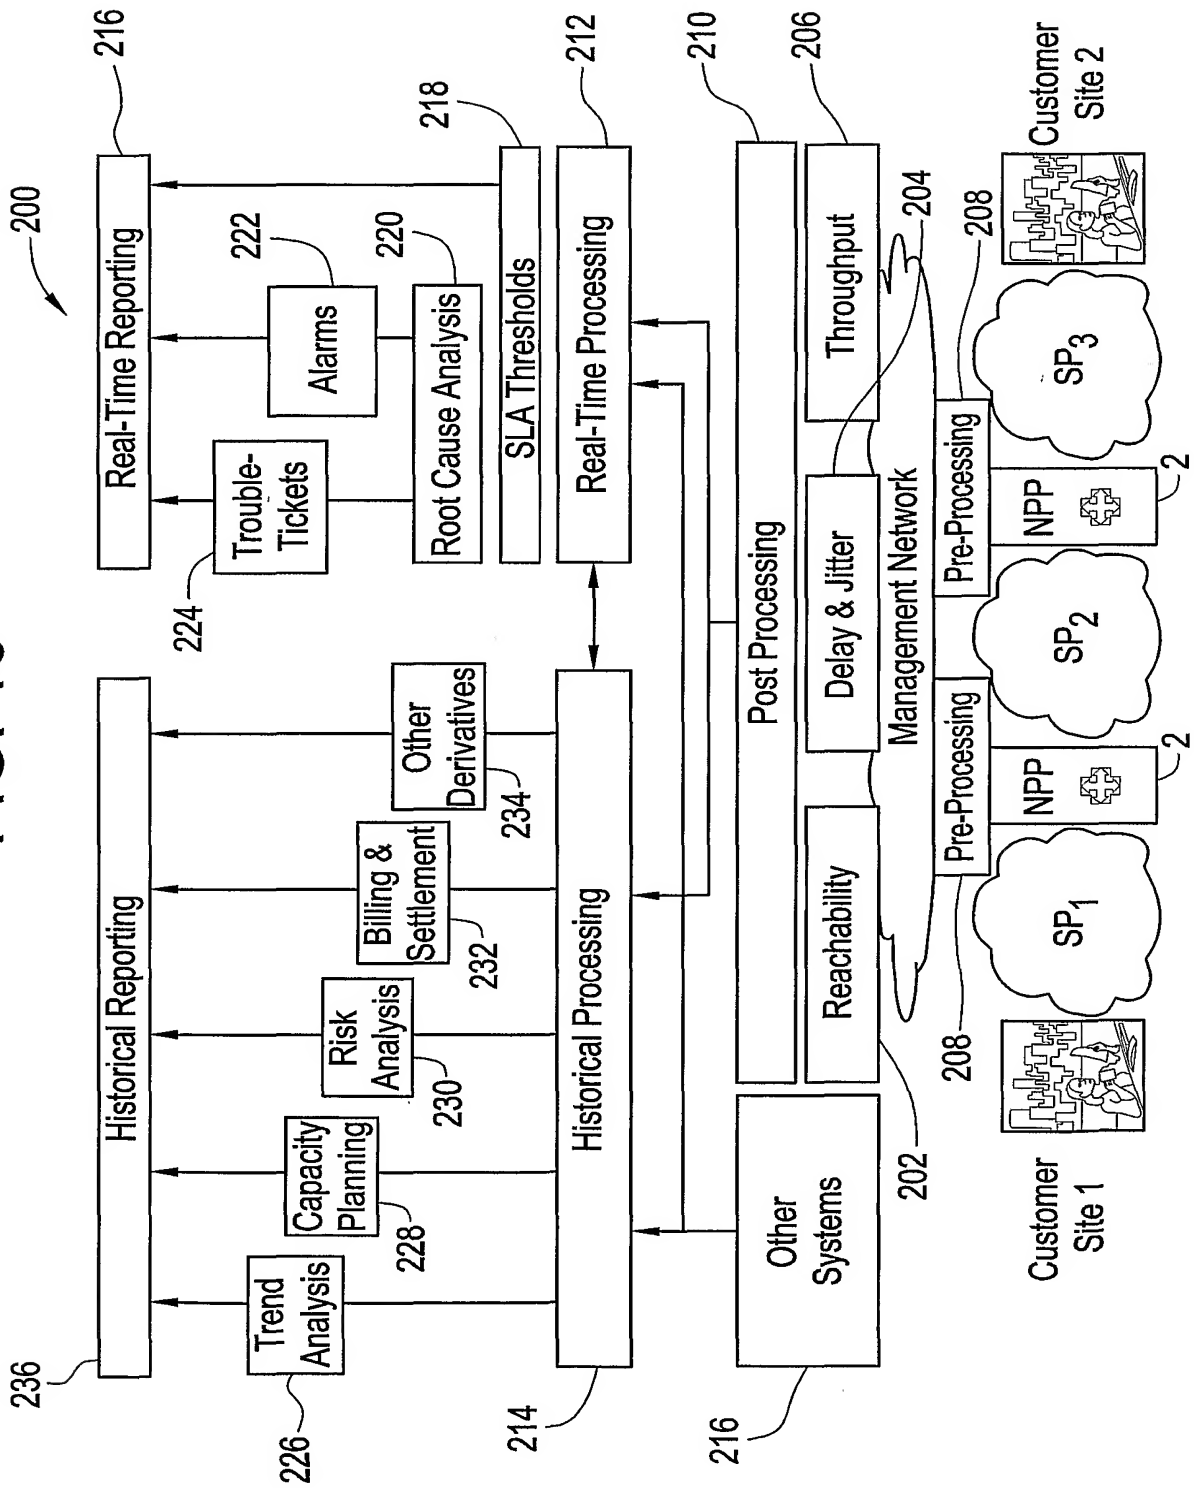 200
236
Historical Reporting
Real-Time Reporting
216
226
Trend
Analysis
Capacity
Planning
228
Risk
Analysis
230
Billing &
Settlement
232
Other
Derivatives
234
224
Trouble-
Tickets
Alarms
222
Root Cause Analysis
220
SLA Thresholds
218
214
Historical Processing
Real-Time Processing
212
216
Other
Systems
Post Processing
210
202
Reachability
Delay & Jitter
Throughput
206
Management Network
204
208
Pre-Processing
Pre-Processing
208
Customer
Site 1
SP1
NPP
2
SP2
NPP
2
SP3
Customer
Site 2